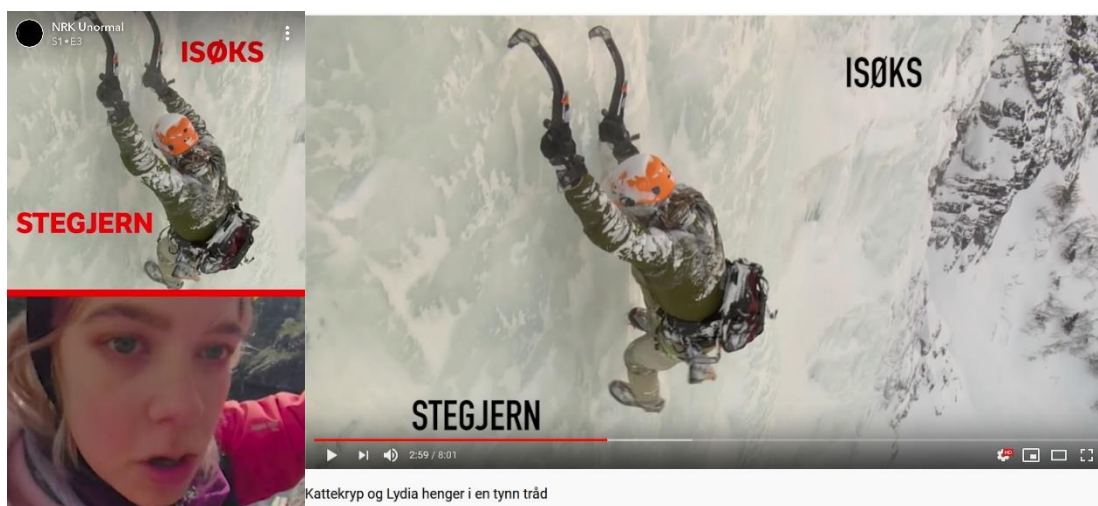 NRK Unormal
S1•E3
ISØKS
STEGJERN
ISØKS
STEGJERN
2:59 / 8:01
HD
Kattekryp og Lydia henger i en tynn tråd